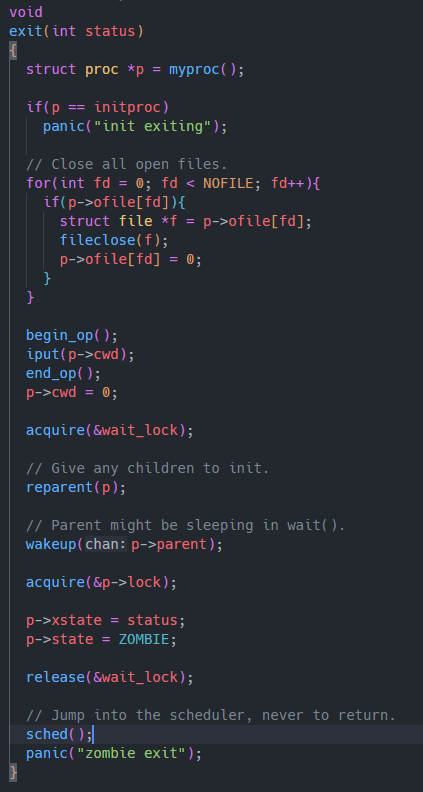 void
exit(int status)
{
  struct proc *p = myproc();

  if(p == initproc)
    panic("init exiting");

  // Close all open files.
  for(int fd = 0; fd < NOFILE; fd++){
    if(p->ofile[fd]){
      struct file *f = p->ofile[fd];
      fileclose(f);
      p->ofile[fd] = 0;
    }
  }

  begin_op();
  iput(p->cwd);
  end_op();
  p->cwd = 0;

  acquire(&wait_lock);

  // Give any children to init.
  reparent(p);

  // Parent might be sleeping in wait().
  wakeup(chan: p->parent);

  acquire(&p->lock);

  p->xstate = status;
  p->state = ZOMBIE;

  release(&wait_lock);

  // Jump into the scheduler, never to return.
  sched();
  panic("zombie exit");
}